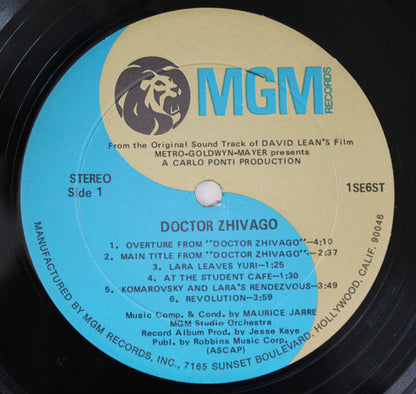 MGM
RECORDS
From the Original Sound Track of DAVID LEAN'S Film
METRO-GOLDWYN-MAYER presents
A CARLO PONTI PRODUCTION
STEREO
Side 1
1SE6ST
DOCTOR ZHIVAGO
1. OVERTURE FROM "DOCTOR ZHIVAGO"—4:10
2. MAIN TITLE FROM "DOCTOR ZHIVAGO"—2:37
3. LARA LEAVES YURI—1:25
4. AT THE STUDENT CAFE—1:30
5. KOMAROVSKY AND LARA'S RENDEZVOUS—3:49
6. REVOLUTION—3:59
Music Comp. & Cond. by MAURICE JARRE
MGM Studio Orchestra
Record Album Prod. by Jesse Kaye
Publ. by Robbins Music Corp.
(ASCAP)
MANUFACTURED BY MGM RECORDS, INC., 7165 SUNSET BOULEVARD, HOLLYWOOD, CALIF. 90046